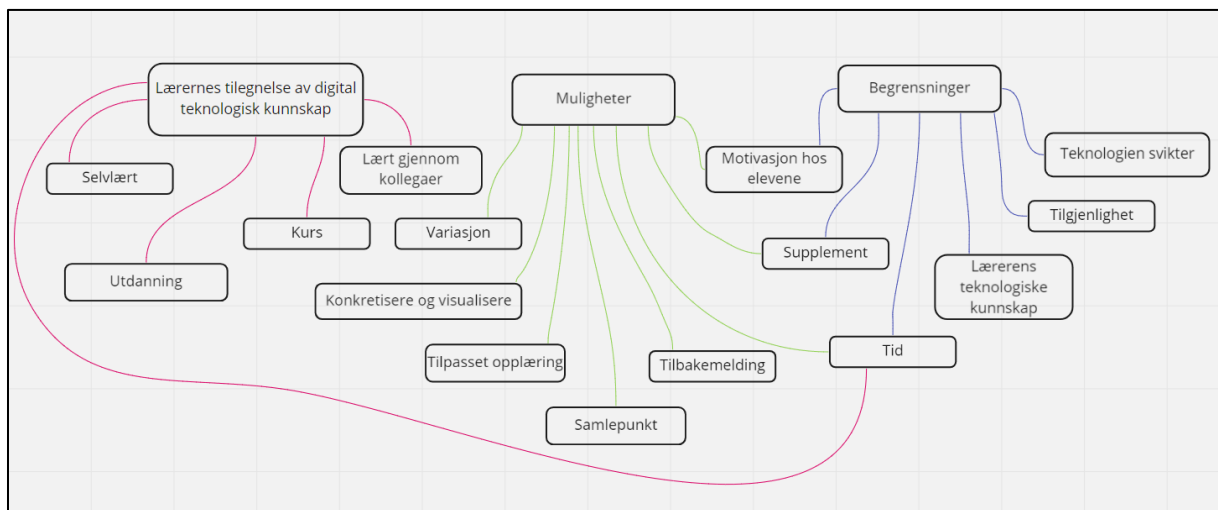 Lærernes tilegnelse av digital
teknologisk kunnskap
Muligheter
Begrensninger
Selvlært
Lært gjennom
kollegaer
Motivasjon hos
elevene
Teknologien svikter
Kurs
Variasjon
Supplement
Tilgjenlighet
Utdanning
Konkretisere og visualisere
Lærerens
teknologiske
kunnskap
Tilpasset opplæring
Tilbakemelding
Tid
Samlepunkt